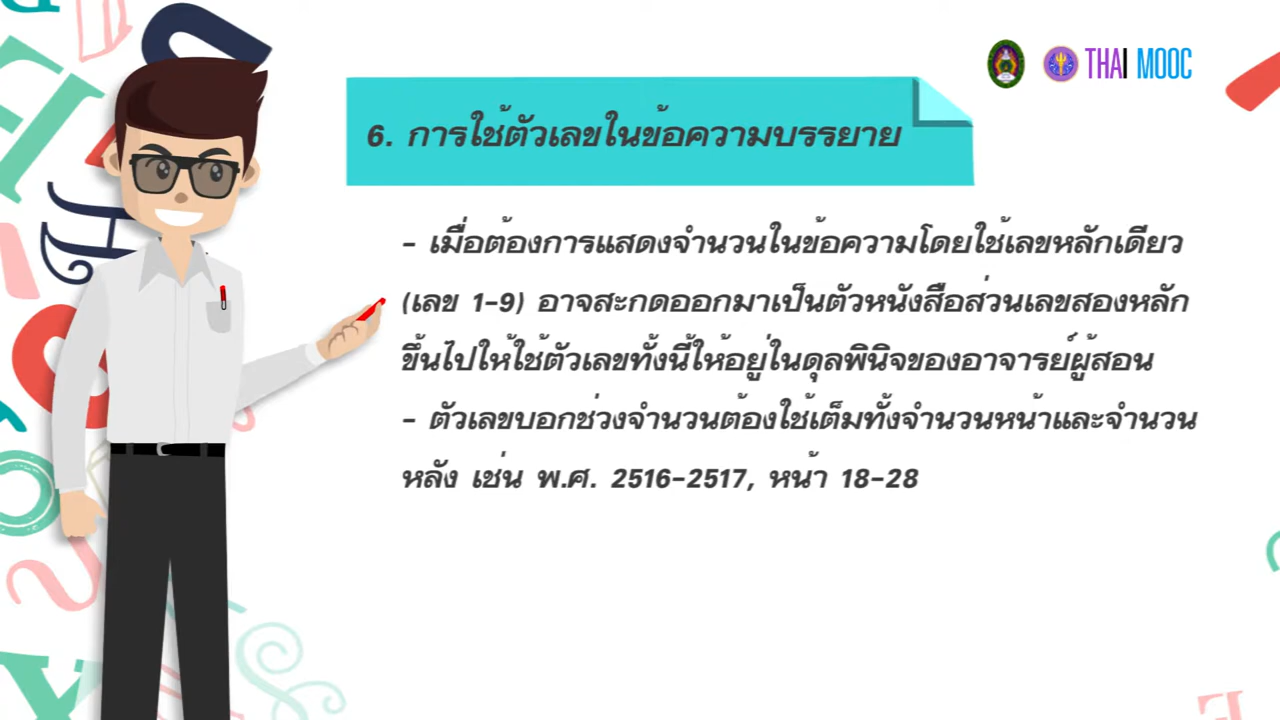 THAI MOOC
6. การใช้ตัวเลขในข้อความบรรยาย
- เมื่อต้องการแสดงจำนวนในข้อความโดยใช้เลขหลักเดียว
(เลข 1-9) อาจสะกดออกมาเป็นตัวหนังสือส่วนเลขสองหลัก
ขึ้นไปให้ใช้ตัวเลขทั้งนี้ให้อยู่ในดุลพินิจของอาจารย์ผู้สอน
- ตัวเลขบอกช่วงจำนวนต้องใช้เต็มทั้งจำนวนหน้าและจำนวน
หลัง เช่น พ.ศ. 2516-2517, หน้า 18-28